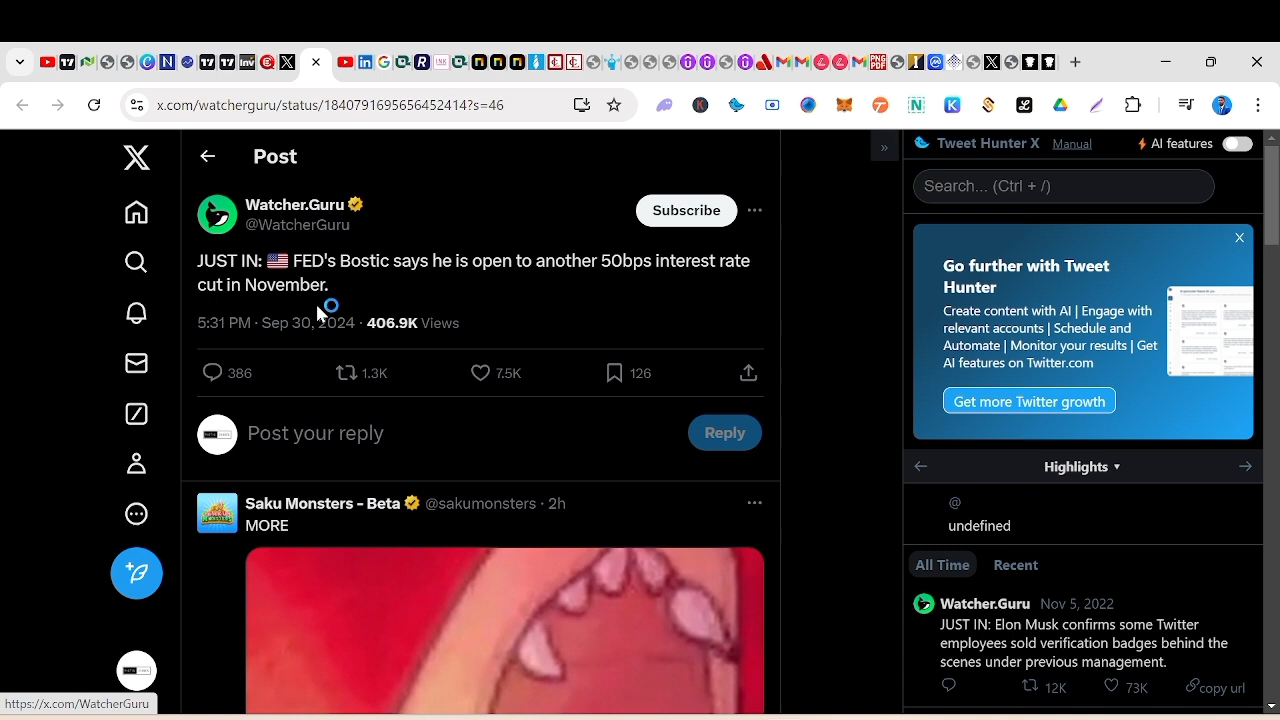 x.com/watcherguru/status/1840791695656452414?s=46
Post
Watcher.Guru
@WatcherGuru
Subscribe
JUST IN: 🇺🇸 FED's Bostic says he is open to another 50bps interest rate
cut in November.
5:31 PM · Sep 30, 2024 · 406.9K Views
386
1.3K
7.5K
126
Post your reply
Reply
Saku Monsters - Beta @sakumonsters · 2h
MORE
https://x.com/WatcherGuru
Tweet Hunter X Manual
AI features
Search... (Ctrl + /)
Go further with Tweet
Hunter
X
Create content with AI | Engage with
relevant accounts | Schedule and
Automate | Monitor your results | Get
AI features on Twitter.com
Get more Twitter growth
Highlights
@
undefined
All Time Recent
Watcher.Guru Nov 5, 2022
JUST IN: Elon Musk confirms some Twitter
employees sold verification badges behind the
scenes under previous management.
12K
73K
copy url